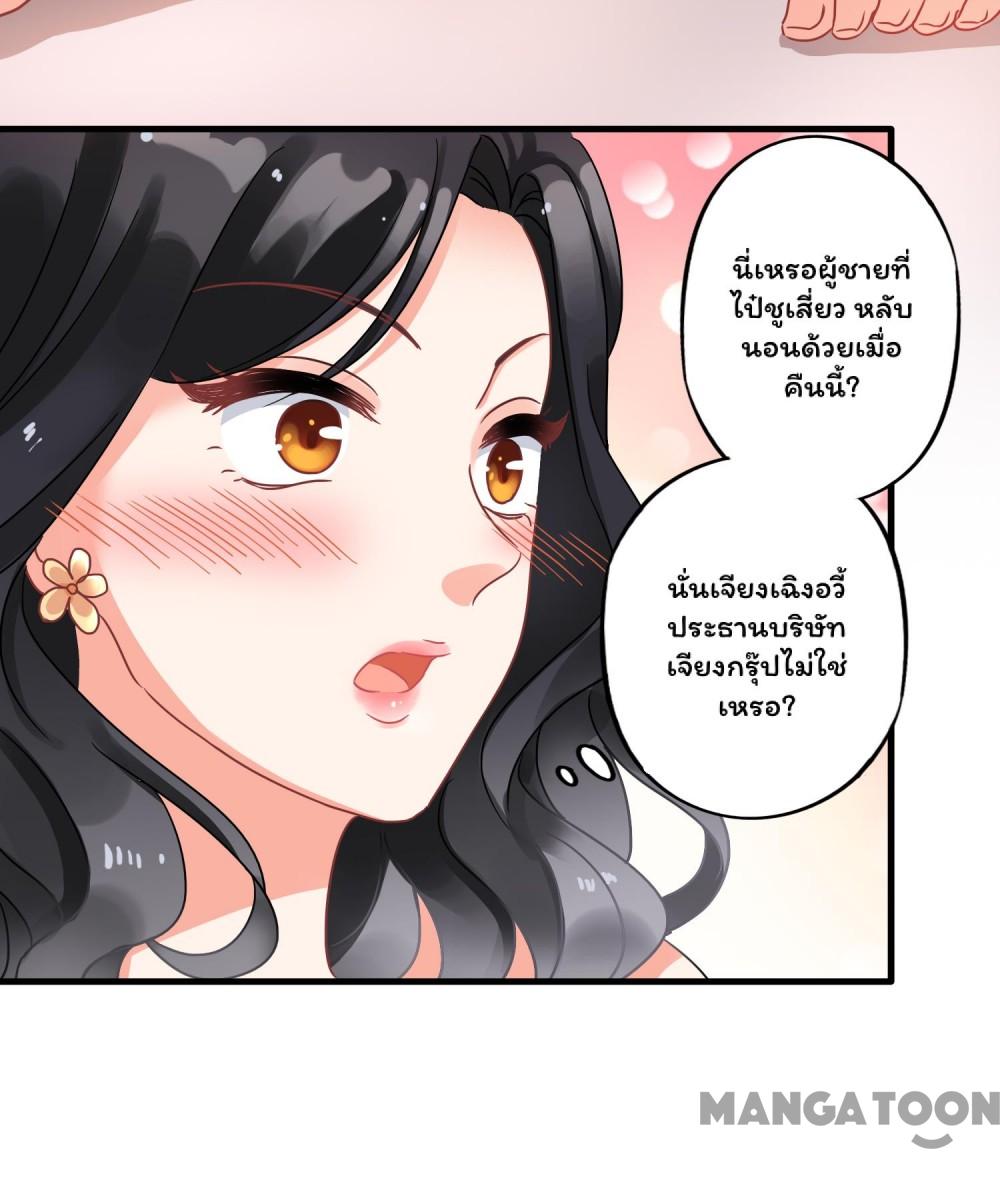 นี่เหรอผู้ชายที่
ไป๋ชูเสี่ยว หลับ
นอนด้วยเมื่อ
คืนนี้?
นั่นเจียงเฉิงอวี้
ประธานบริษัท
เจียงกรุ๊ปไม่ใช่
เหรอ?
MANGATOON